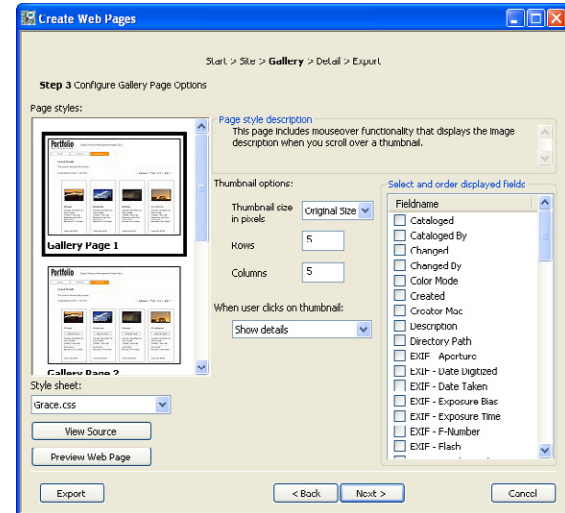 Create Web Pages
Start > Site > Gallery > Detail > Export
Step 3 Configure Gallery Page Options
Page styles:
Portfolio
Gallery Page 1
Portfolio
Gallery Page 2
Style sheet:
Grace.css
View Source
Preview Web Page
Page style description
This page includes mouseover functionality that displays the image
description when you scroll over a thumbnail.
Thumbnail options:
Thumbnail size
in pixels
Original Size
Rows
5
Columns
5
When user clicks on thumbnail:
Show details
Select and order displayed fields
Fieldname
Cataloged
Cataloged By
Changed
Changed By
Color Mode
Created
Creator Mac
Description
Directory Path
EXIF - Aperture
EXIF - Date Digitized
EXIF - Date Taken
EXIF - Exposure Bias
EXIF - Exposure Time
EXIF - F-Number
EXIF - Flash
Export
< Back
Next >
Cancel